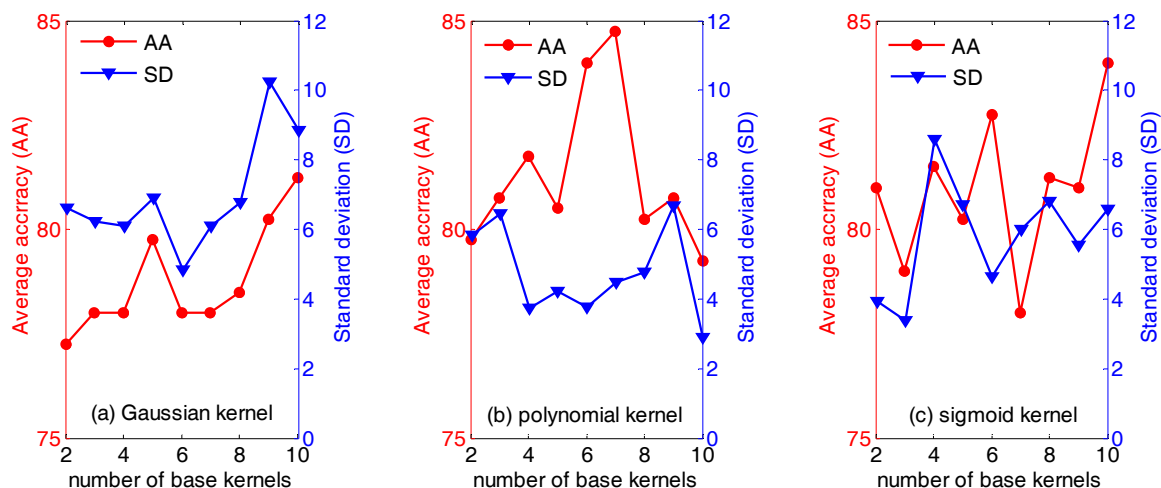 85
80
75
Average accrracy (AA)
AA
SD
12
10
8
6
4
2
0
Standard deviation (SD)
(a) Gaussian kernel
2 4 6 8 10
number of base kernels
85
80
75
Average accrracy (AA)
AA
SD
12
10
8
6
4
2
0
Standard deviation (SD)
(b) polynomial kernel
2 4 6 8 10
number of base kernels
85
80
75
Average accrracy (AA)
AA
SD
12
10
8
6
4
2
0
Standard deviation (SD)
(c) sigmoid kernel
2 4 6 8 10
number of base kernels